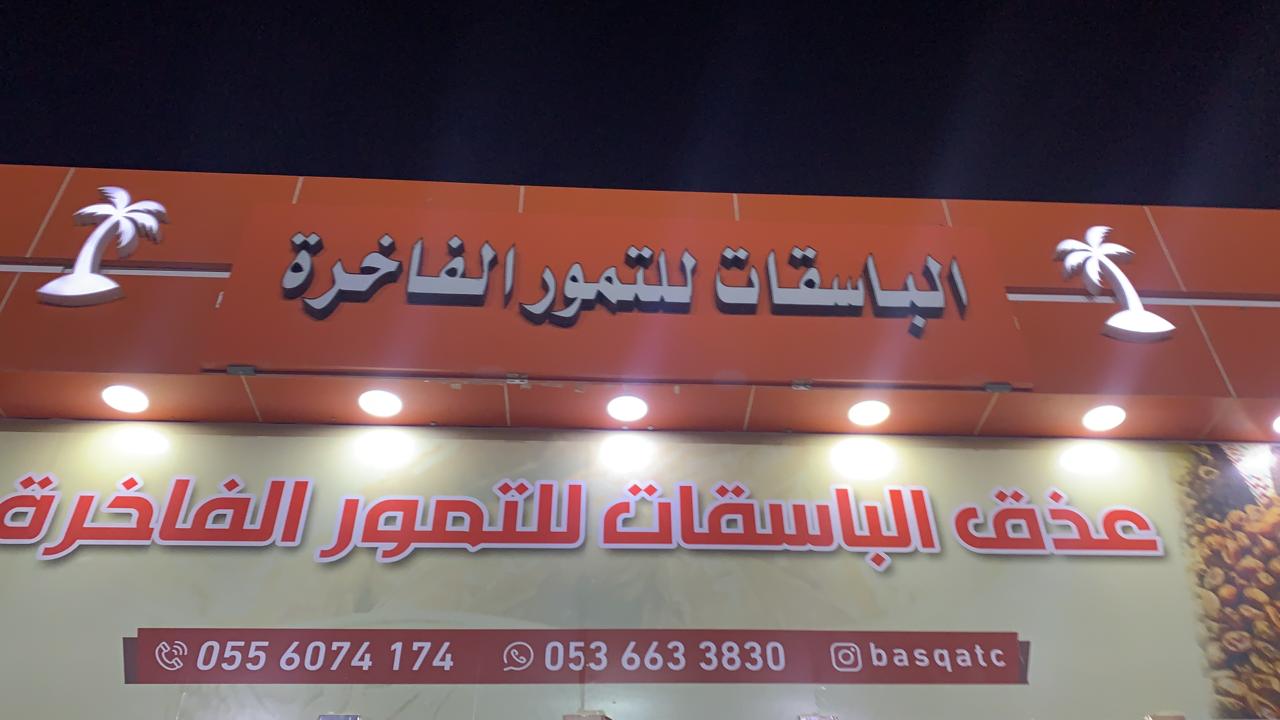 الباسقات للتمور الفاخرة
عذق الباسقات للتمور الفاخرة
055 6074 174 053 663 3830 basqatc